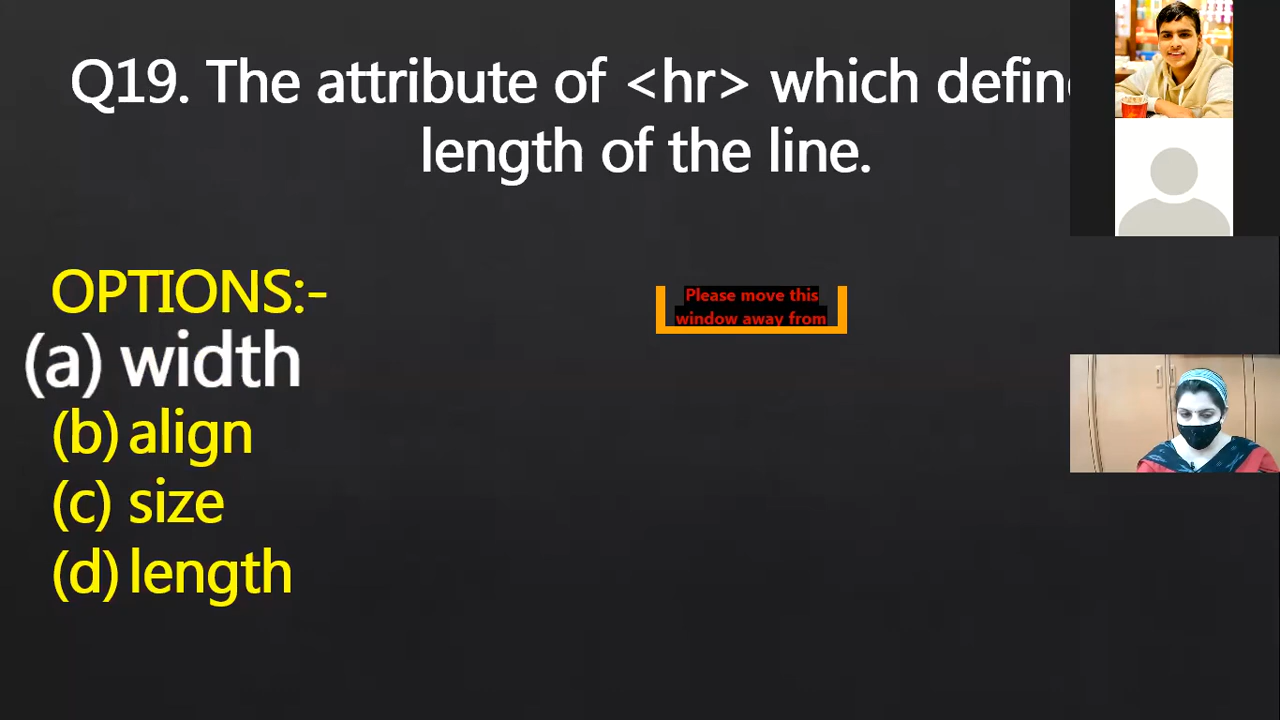 Q19. The attribute of <hr> which
length of the line.
OPTIONS:-
(a) width
(b) align
(c) size
(d) length
Please move this
window away from